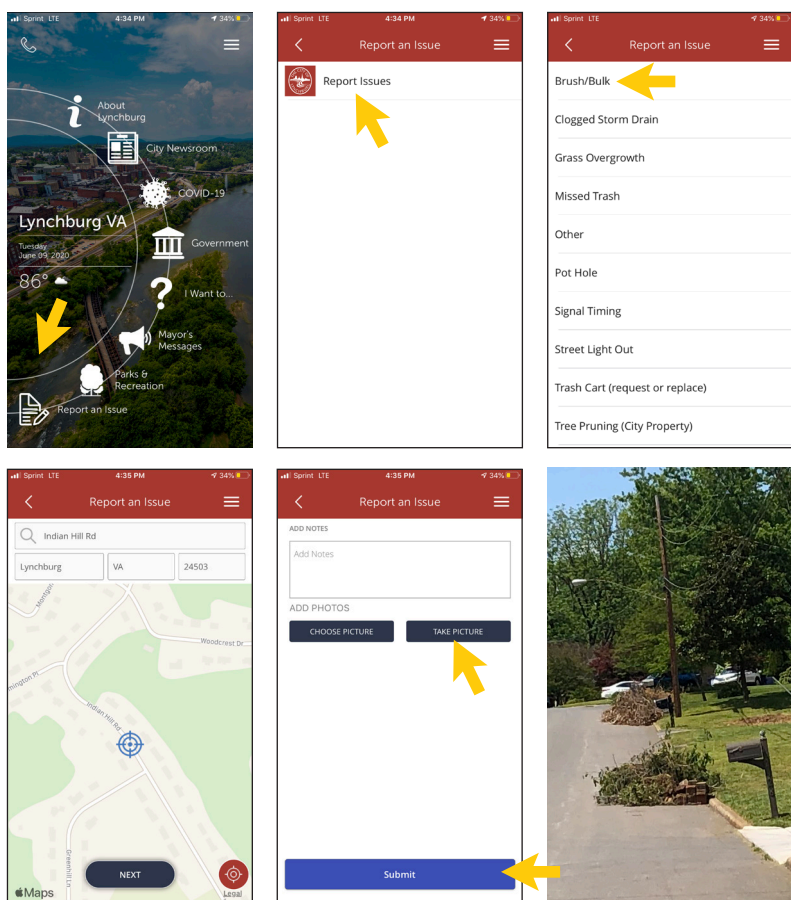 Sprint LTE 4:34 PM 34%
About
Lynchburg
City Newsroom
COVID-19
Lynchburg VA
Tuesday
June 09, 2020
Government
86°
I Want to...
Mayor's
Messages
Parks &
Recreation
Report an Issue
Sprint LTE 4:34 PM 34%
Report an Issue
Report Issues
Sprint LTE 34%
Report an Issue
Brush/Bulk
Clogged Storm Drain
Grass Overgrowth
Missed Trash
Other
Pot Hole
Signal Timing
Street Light Out
Trash Cart (request or replace)
Tree Pruning (City Property)
Sprint LTE 4:35 PM 34%
Report an Issue
Indian Hill Rd
Lynchburg VA 24503
Woodcrest Dr
Indian Hill Rd
Greenhill Ln
NEXT
Maps
Legal
Sprint LTE 4:35 PM 34%
Report an Issue
ADD NOTES
Add Notes
ADD PHOTOS
CHOOSE PICTURE TAKE PICTURE
Submit